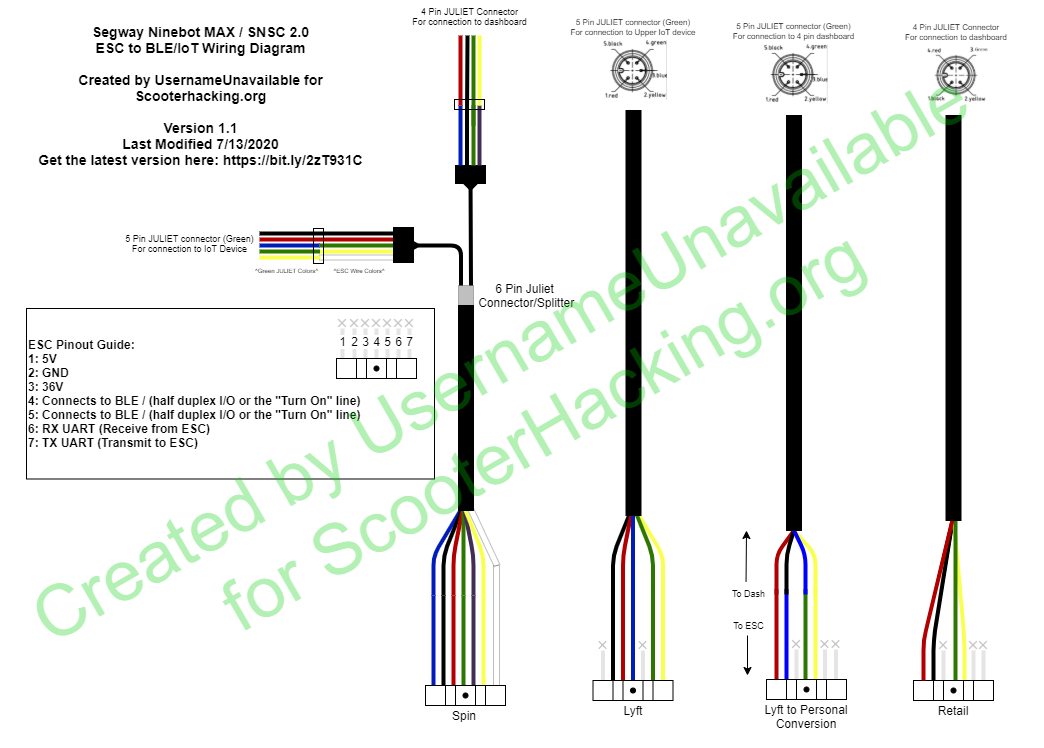 Segway Ninebot MAX / SNSC 2.0
ESC to BLE/IoT Wiring Diagram
Created by UsernameUnavailable for
Scooterhacking.org
Version 1.1
Last Modified 7/13/2020
Get the latest version here: https://bit.ly/2zT931C
4 Pin JULIET Connector
For connection to dashboard
5 Pin JULIET connector (Green)
For connection to Upper IoT device
5.black
4.green
3.blue
1.red
2.yellow
5 Pin JULIET connector (Green)
For connection to 4 pin dashboard
5.black
4.green
3.blue
1.red
2.yellow
4 Pin JULIET Connector
For connection to dashboard
4.red
3.green
1.black
2.yellow
5 Pin JULIET connector (Green)
For connection to IoT Device
*Green JULIET Colors*
*ESC Wire Colors*
6 Pin Juliet
Connector/Splitter
1 2 3 4 5 6 7
ESC Pinout Guide:
1: 5V
2: GND
3: 36V
4: Connects to BLE / (half duplex I/O or the "Turn On" line)
5: Connects to BLE / (half duplex I/O or the "Turn On" line)
6: RX UART (Receive from ESC)
7: TX UART (Transmit to ESC)
To Dash
To ESC
Spin
Lyft
Lyft to Personal
Conversion
Retail
Created by UsernameUnavailable
for ScooterHacking.org